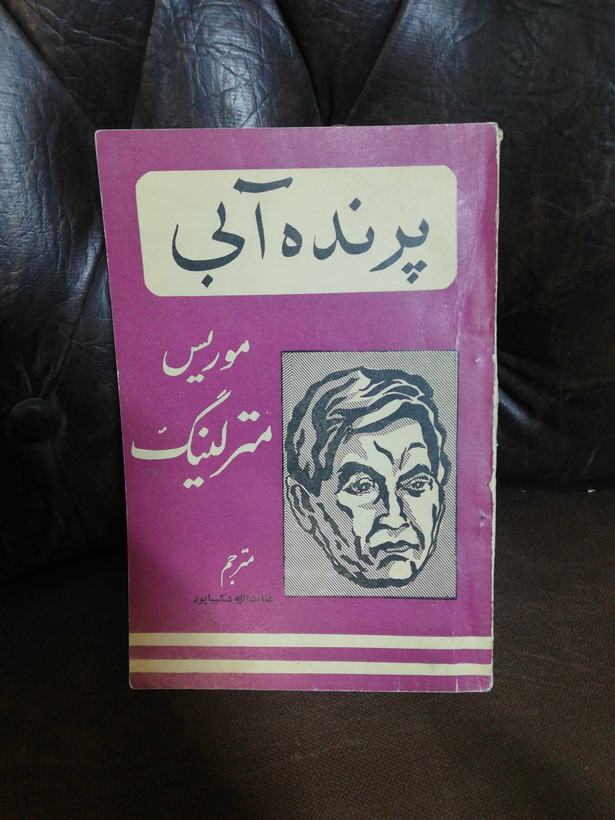 پرنده آبی
موریس
مترلینگ
مترجم
عنایت‌الله شکیباپور